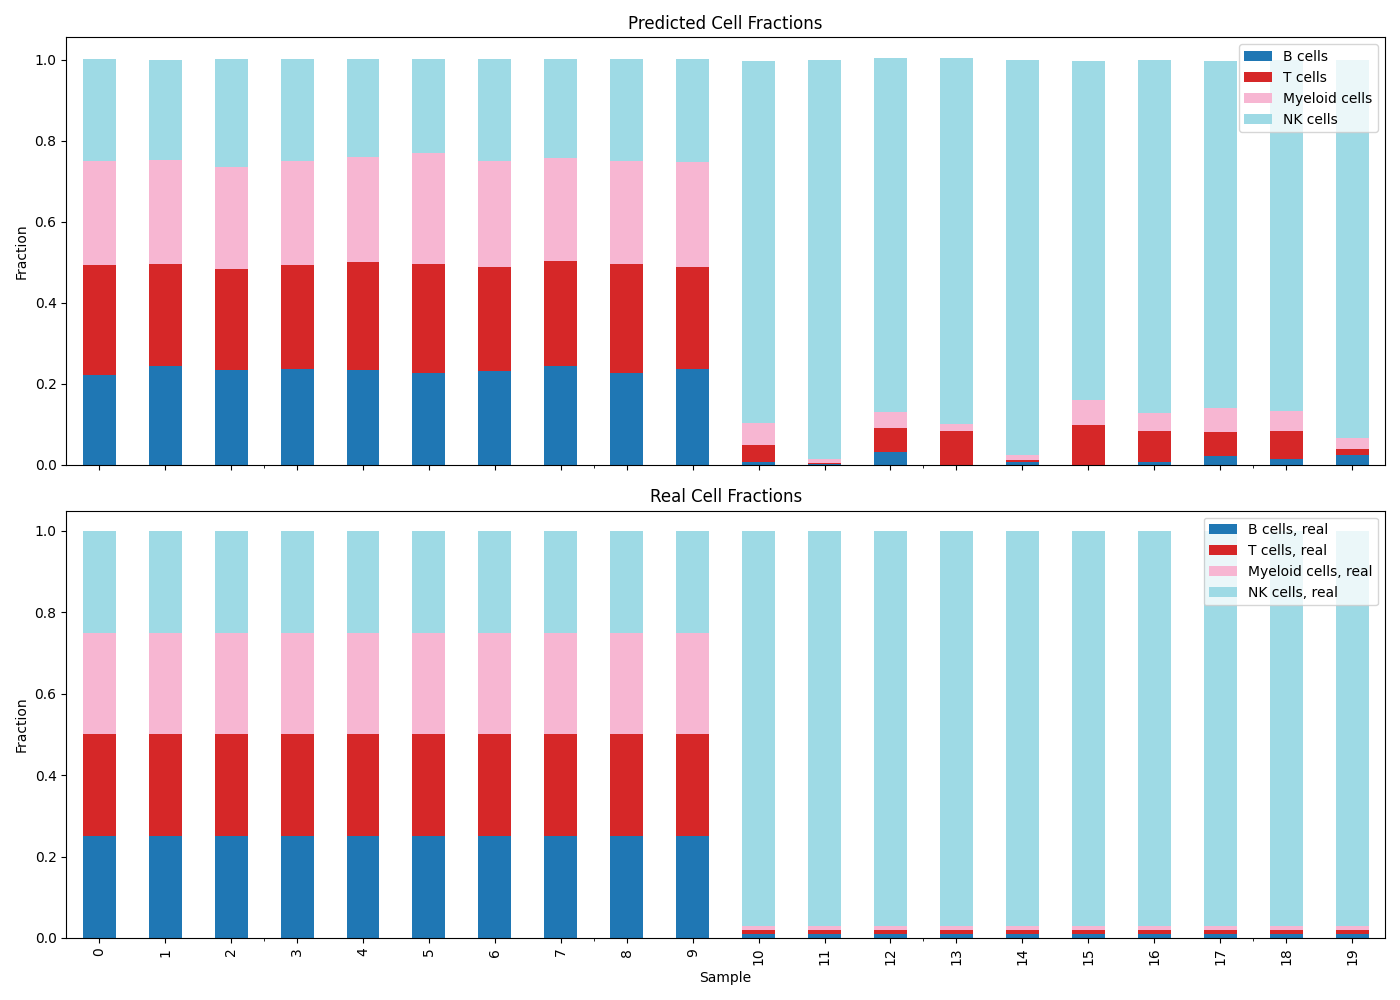 Predicted Cell Fractions
1.0
0.8
0.6
0.4
0.2
0.0
Fraction
B cells
T cells
Myeloid cells
NK cells
Real Cell Fractions
1.0
0.8
0.6
0.4
0.2
0.0
Fraction
B cells, real
T cells, real
Myeloid cells, real
NK cells, real
0 1 2 3 4 5 6 7 8 9 10 11 12 13 14 15 16 17 18 19
Sample